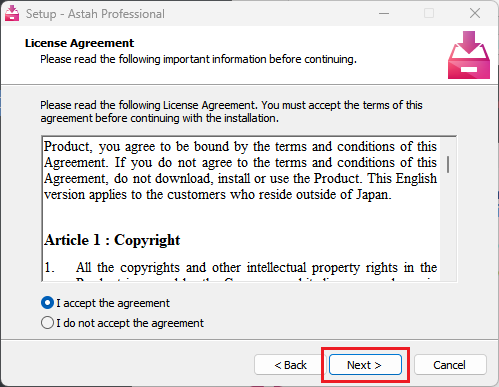 Setup - Astah Professional
License Agreement
Please read the following important information before continuing.
Please read the following License Agreement. You must accept the terms of this
agreement before continuing with the installation.
Product, you agree to be bound by the terms and conditions of this
Agreement. If you do not agree to the terms and conditions of this
Agreement, do not download, install or use the Product. This English
version applies to the customers who reside outside of Japan.
Article 1 : Copyright
1. All the copyrights and other intellectual property rights in the
I accept the agreement
I do not accept the agreement
< Back
Next >
Cancel